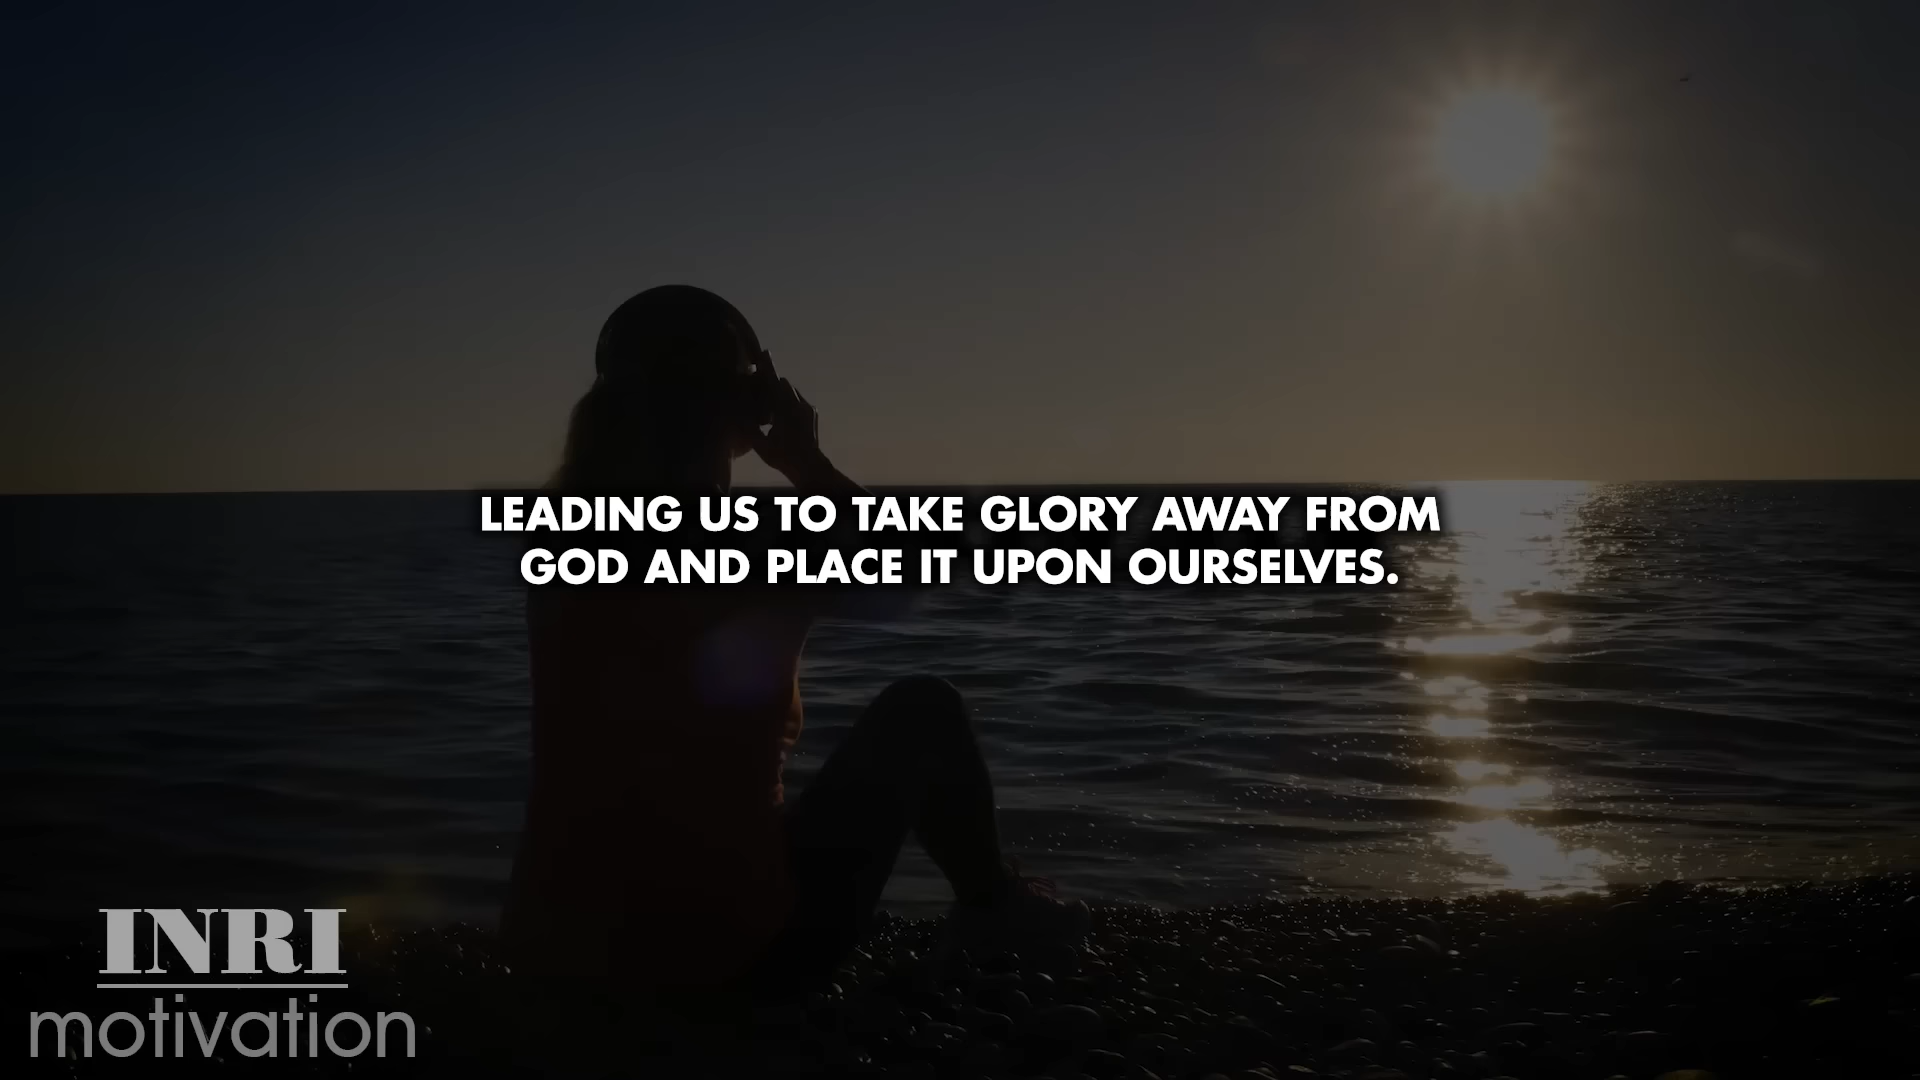 LEADING US TO TAKE GLORY AWAY FROM
GOD AND PLACE IT UPON OURSELVES.
INRI
motivation